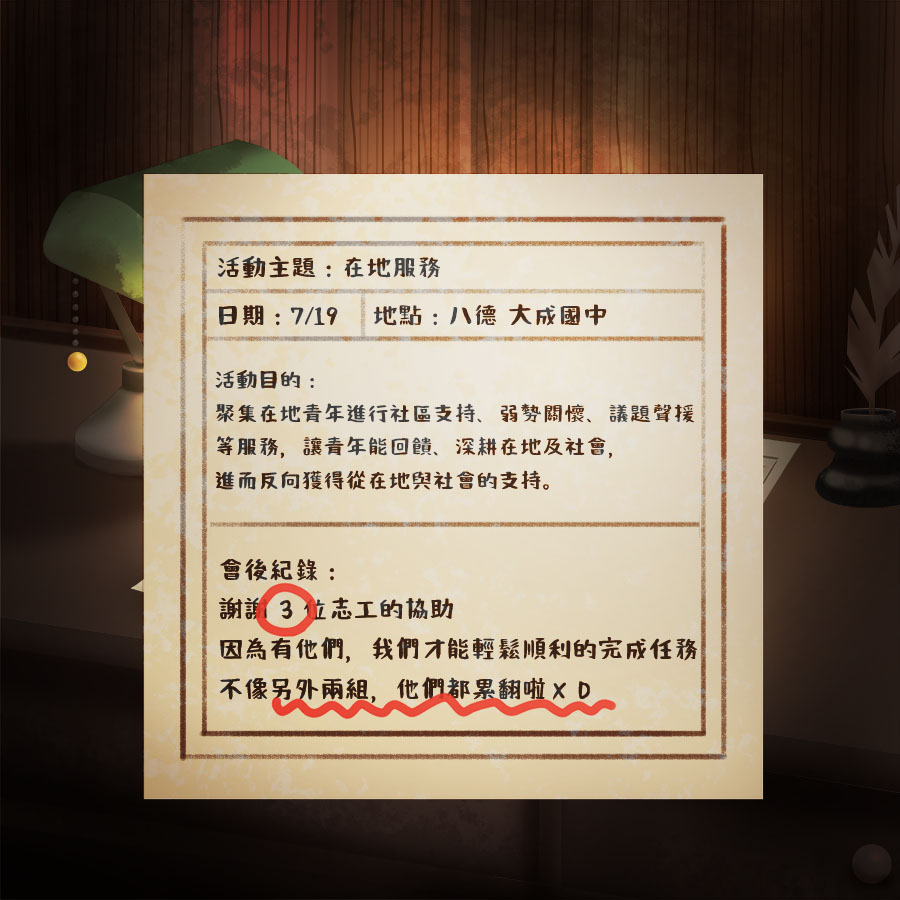 活動主題：在地服務
日期：7/19　地點：八德 大成國中
活動目的：
聚集在地青年進行社區支持、弱勢關懷、議題聲援
等服務，讓青年能回饋、深耕在地及社會，
進而反向獲得從在地與社會的支持。
會後紀錄：
謝謝 3 位志工的協助
因為有他們，我們才能輕鬆順利的完成任務
不像另外兩組，他們都累翻啦ＸＤ